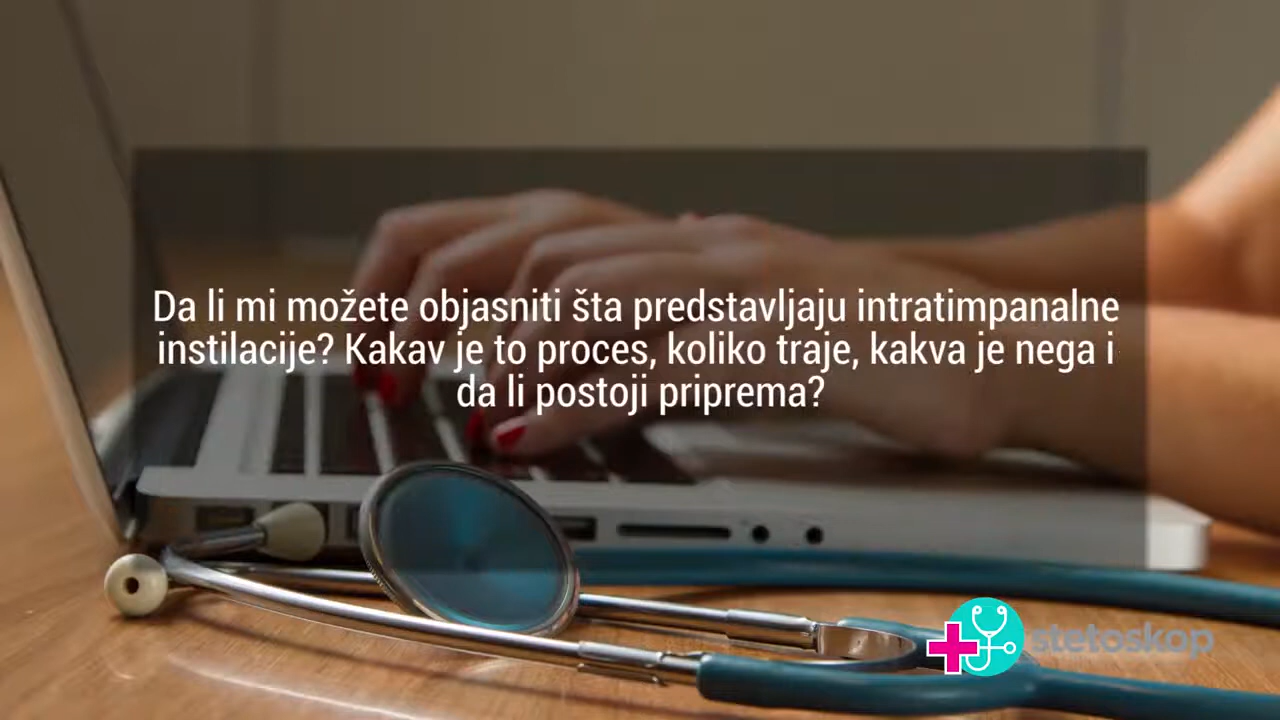 Da li mi možete objasniti šta predstavljaju intratimpanalne
instilacije? Kakav je to proces, koliko traje, kakva je nega i
da li postoji priprema?
stetoskop